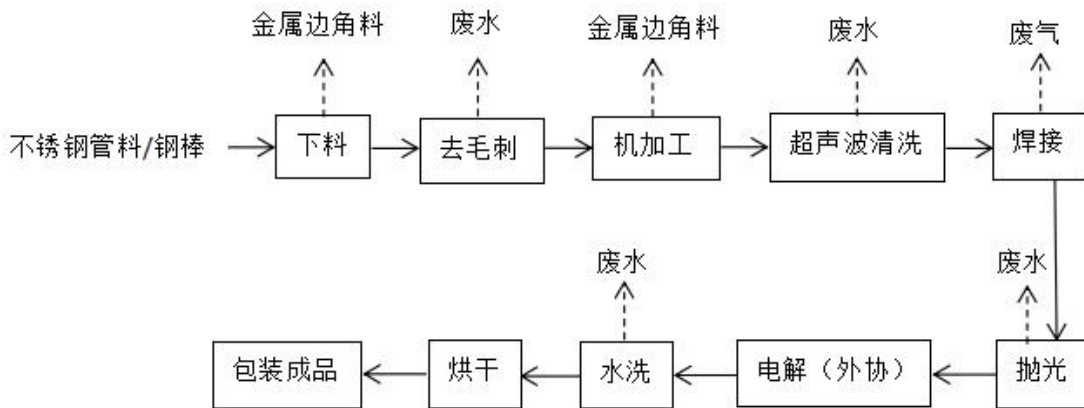 金属边角料 废水 金属边角料 废水 废气
不锈钢管料/钢棒 下料 去毛刺 机加工 超声波清洗 焊接
废水 废水
包装成品 烘干 水洗 电解（外协） 抛光